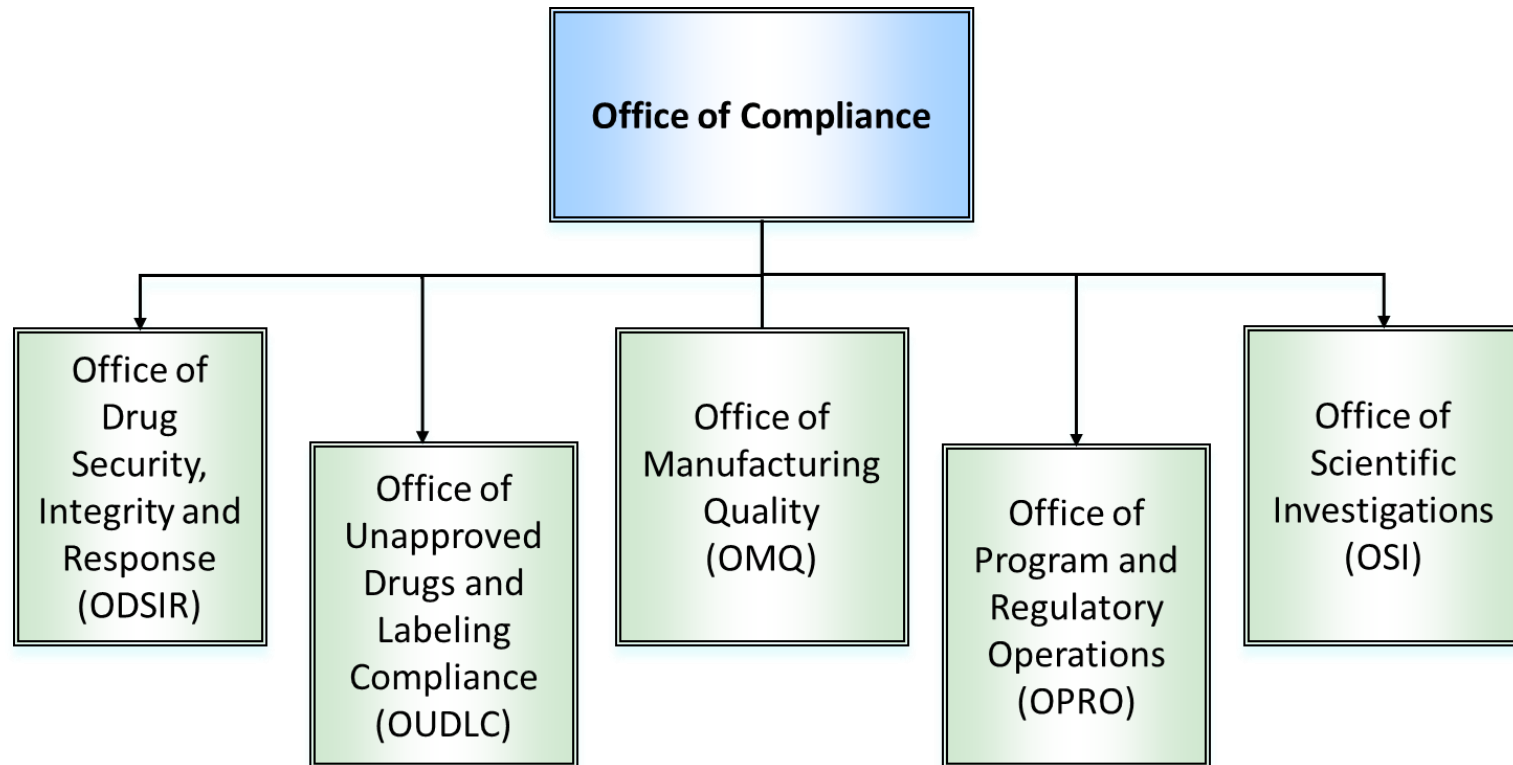 Office of Compliance
Office of
Drug
Security,
Integrity and
Response
(ODSIR)
Office of
Unapproved
Drugs and
Labeling
Compliance
(OUDLC)
Office of
Manufacturing
Quality
(OMQ)
Office of
Program and
Regulatory
Operations
(OPRO)
Office of
Scientific
Investigations
(OSI)